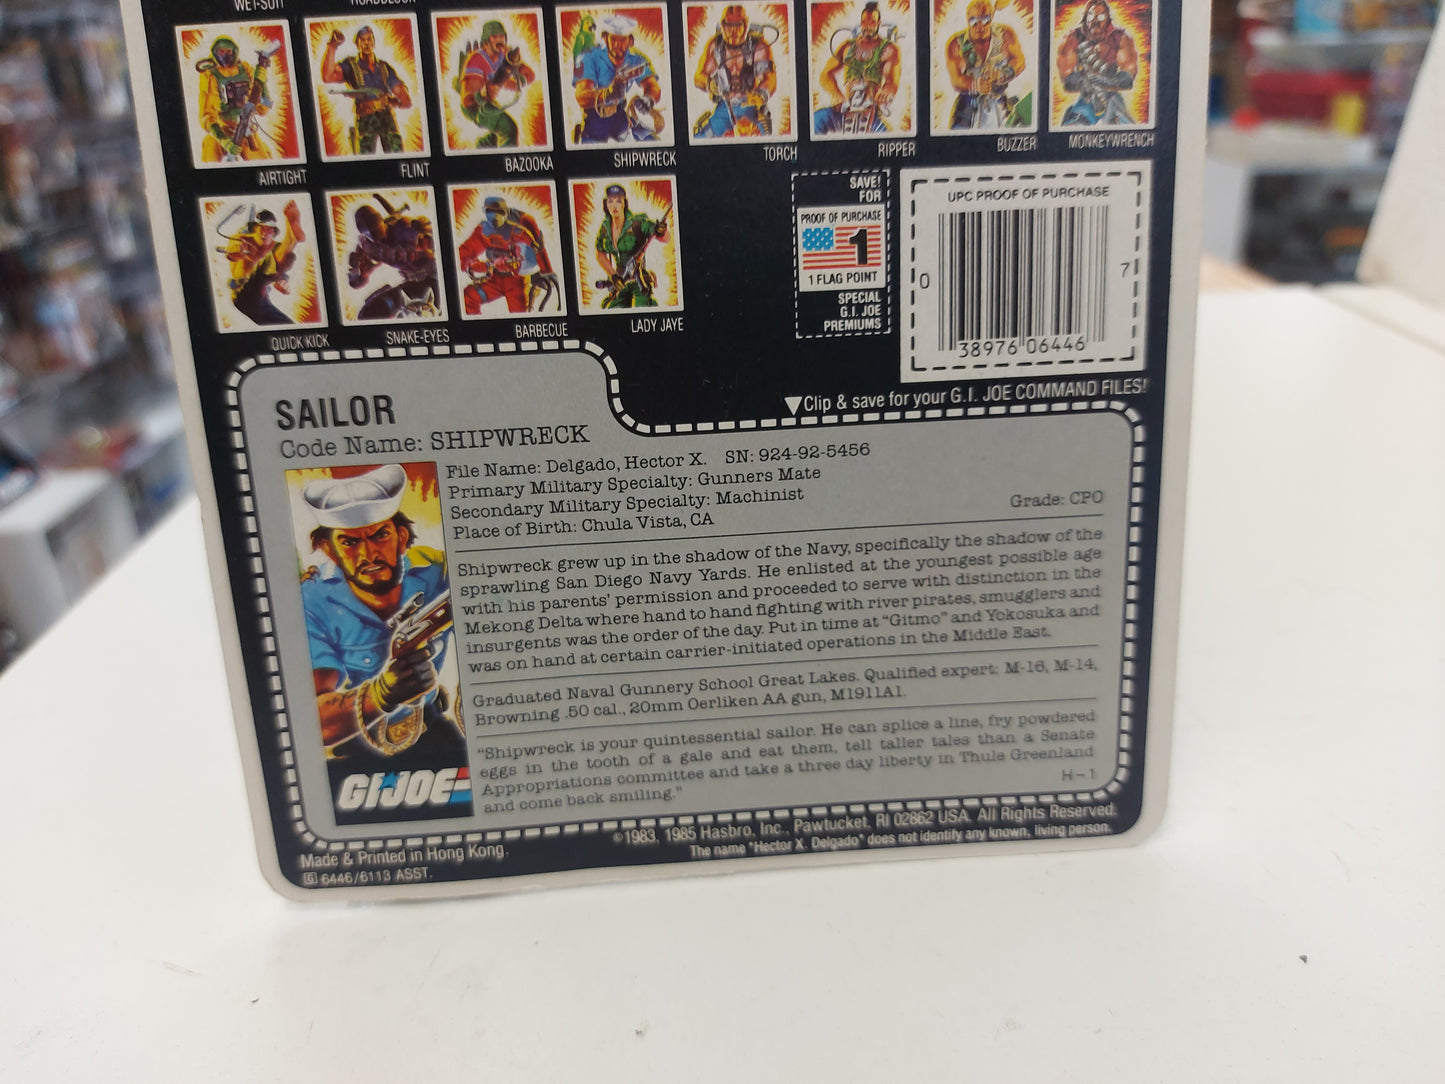 WET-SUIT ROADBLOCK
AIRTIGHT FLINT BAZOOKA SHIPWRECK TORCH RIPPER BUZZER MONKEYWRENCH
QUICK KICK SNAKE-EYES BARBECUE LADY JAYE
SAVE!
FOR
PROOF OF PURCHASE
1
1 FLAG POINT
SPECIAL
G.I. JOE
PREMIUMS
UPC PROOF OF PURCHASE
0 38976 06446 7
▼Clip & save for your G.I. JOE COMMAND FILES!
SAILOR
Code Name: SHIPWRECK
File Name: Delgado, Hector X. SN: 924-92-5456
Primary Military Specialty: Gunners Mate
Secondary Military Specialty: Machinist
Place of Birth: Chula Vista, CA Grade: CPO
Shipwreck grew up in the shadow of the Navy, specifically the shadow of the
sprawling San Diego Navy Yards. He enlisted at the youngest possible age
with his parents' permission and proceeded to serve with distinction in the
Mekong Delta where hand to hand fighting with river pirates, smugglers and
insurgents was the order of the day. Put in time at "Gitmo" and Yokosuka and
was on hand at certain carrier-initiated operations in the Middle East.
Graduated Naval Gunnery School Great Lakes. Qualified expert: M-16, M-14,
Browning .50 cal., 20mm Oerliken AA gun, M1911A1.
"Shipwreck is your quintessential sailor. He can splice a line, fry powdered
eggs in the tooth of a gale and eat them, tell taller tales than a Senate
Appropriations committee and take a three day liberty in Thule Greenland
and come back smiling."
H-1
GI JOE
©1983, 1985 Hasbro, Inc., Pawtucket, RI 02862 USA. All Rights Reserved.
The name "Hector X. Delgado" does not identify any known, living person.
Made & Printed in Hong Kong.
G 6446/6113 ASST.